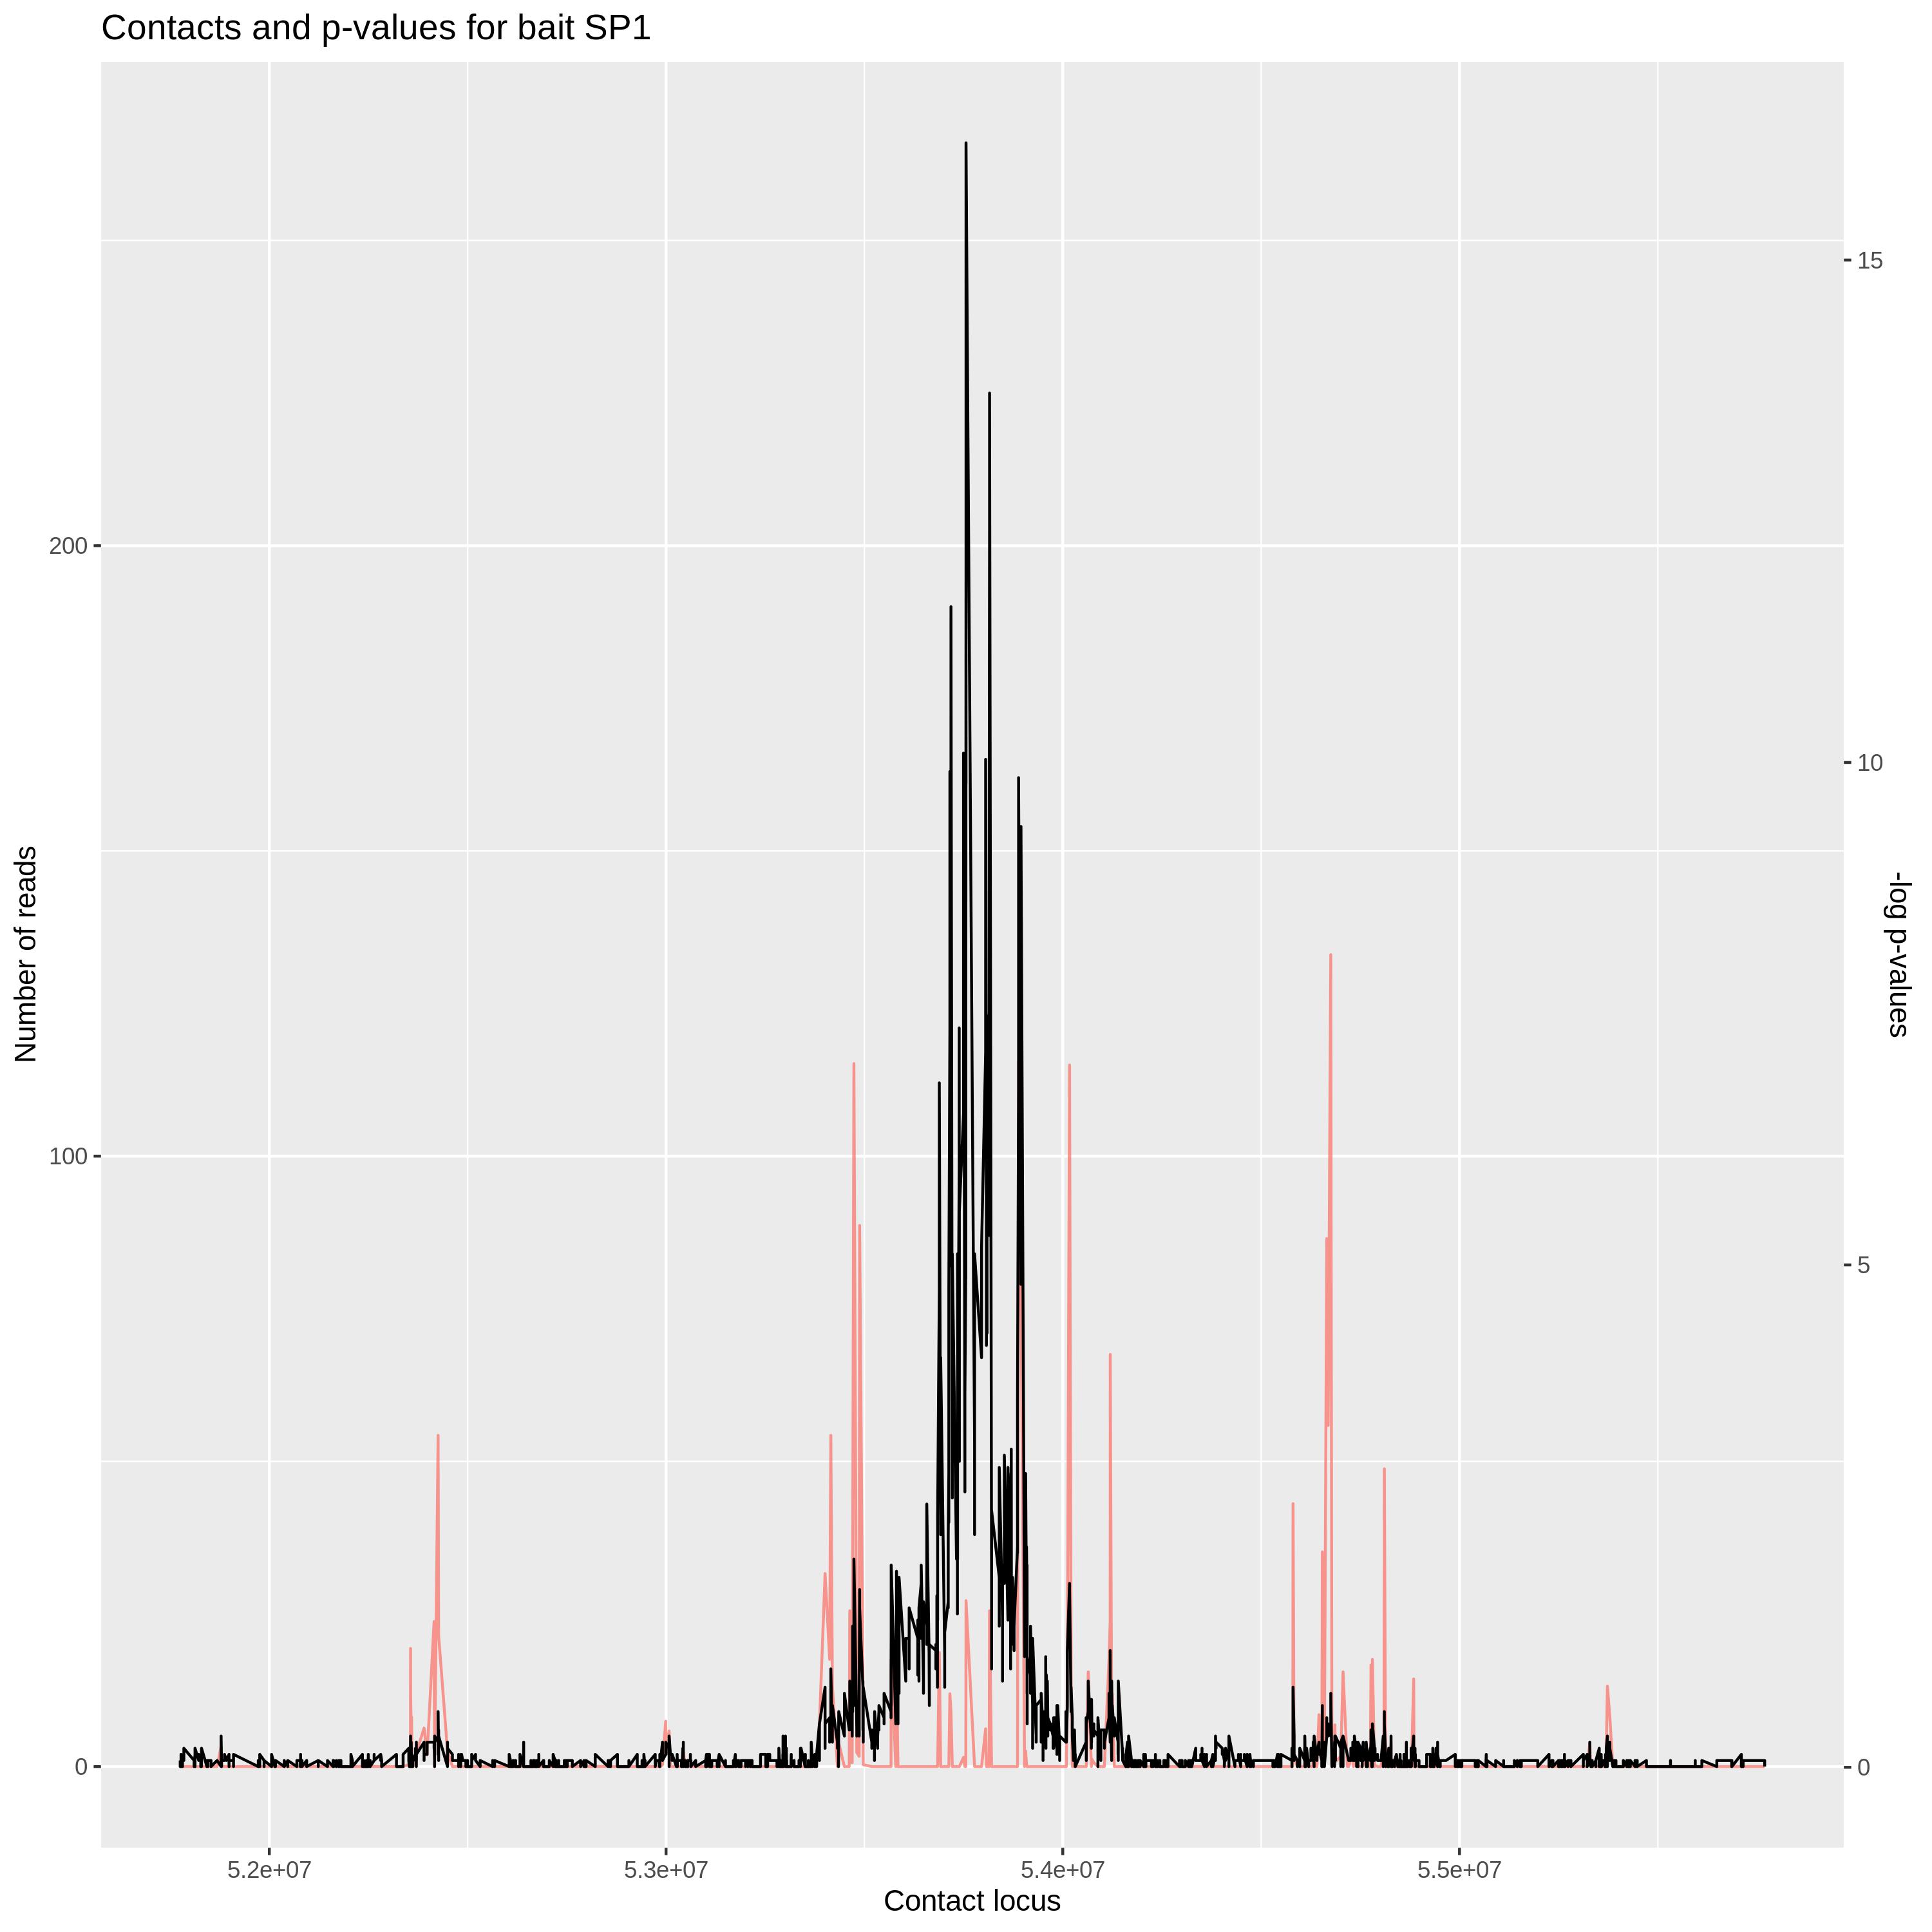 Contacts and p-values for bait SP1
200
100
0
Number of reads
15
10
5
0
-log p-values
5.2e+07
5.3e+07
5.4e+07
5.5e+07
Contact locus